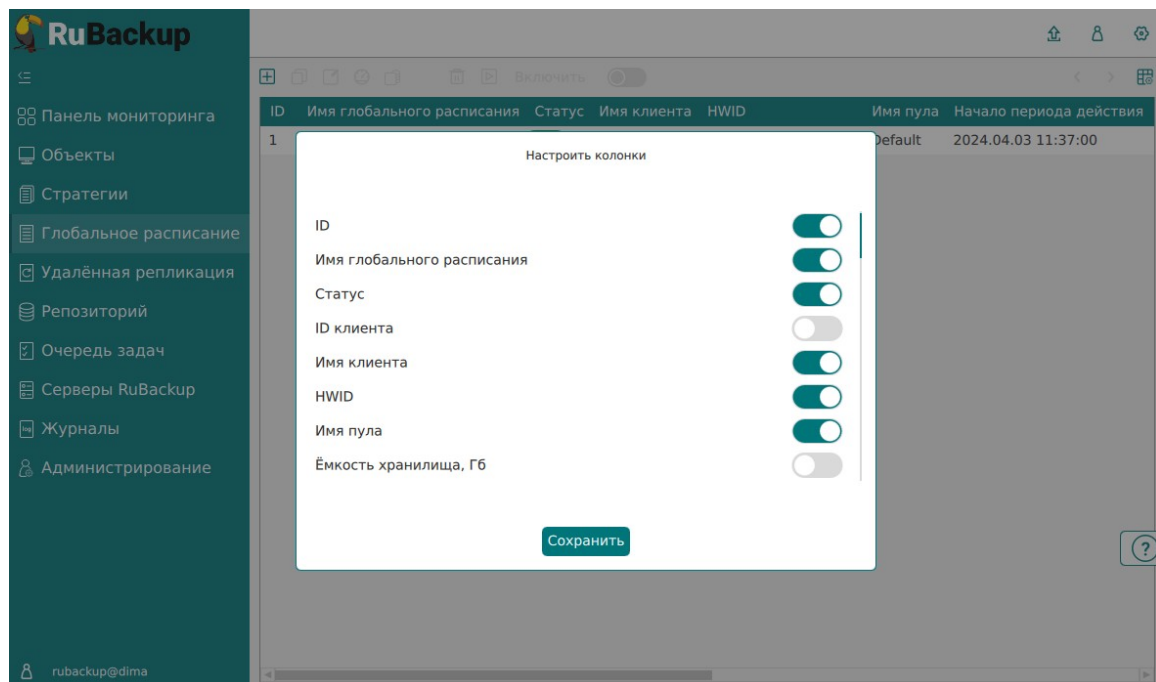 RuBackup
Включить
Панель мониторинга
Объекты
Стратегии
Глобальное расписание
Удалённая репликация
Репозиторий
Очередь задач
Серверы RuBackup
Журналы
Администрирование
rubackup@dima
ID Имя глобального расписания Статус Имя клиента HWID Имя пула Начало периода действия
1 Default 2024.04.03 11:37:00
Настроить колонки
ID
Имя глобального расписания
Статус
ID клиента
Имя клиента
HWID
Имя пула
Ёмкость хранилища, Гб
Сохранить
?